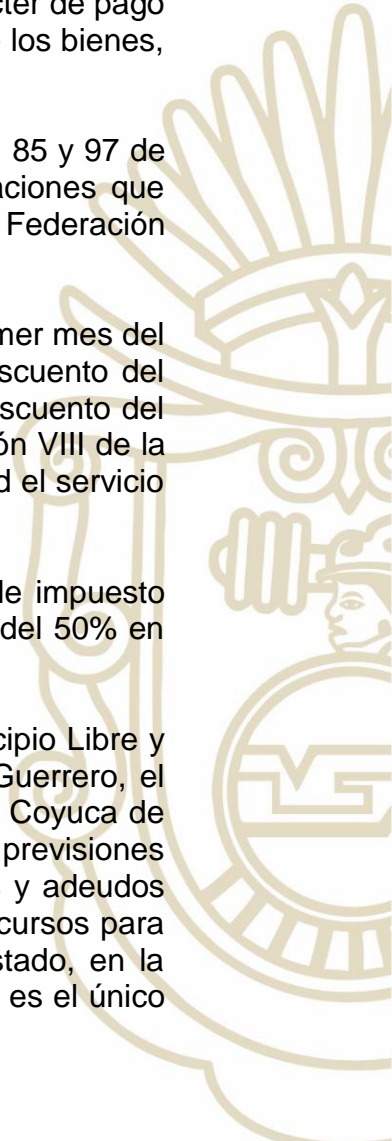 cter de pago
los bienes,
85 y 97 de
aciones que
Federación
mer mes del
scuento del
scuento del
ón VIII de la
d el servicio
de impuesto
del 50% en
cipio Libre y
Guerrero, el
Coyuca de
previsiones
y adeudos
cursos para
stado, en la
es el único